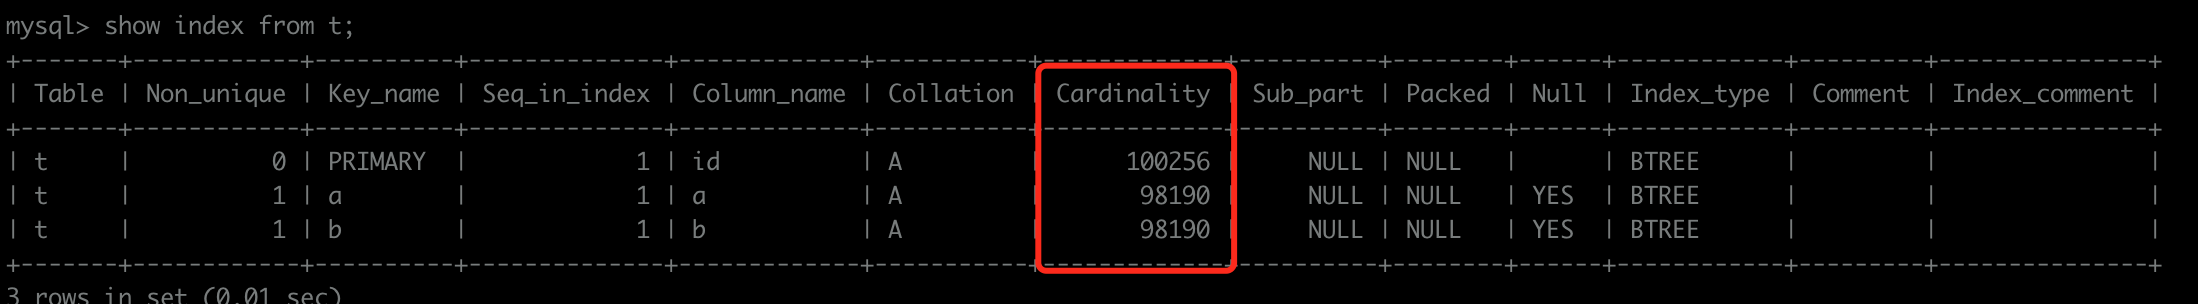 mysql> show index from t;
+-------+------------+----------+--------------+-------------+-----------+-------------+----------+--------+------+------------+---------+---------------+
| Table | Non_unique | Key_name | Seq_in_index | Column_name | Collation | Cardinality | Sub_part | Packed | Null | Index_type | Comment | Index_comment |
+-------+------------+----------+--------------+-------------+-----------+-------------+----------+--------+------+------------+---------+---------------+
| t     |          0 | PRIMARY  |            1 | id          | A         |      100256 |     NULL | NULL   |      | BTREE      |         |               |
| t     |          1 | a        |            1 | a           | A         |       98190 |     NULL | NULL   | YES  | BTREE      |         |               |
| t     |          1 | b        |            1 | b           | A         |       98190 |     NULL | NULL   | YES  | BTREE      |         |               |
+-------+------------+----------+--------------+-------------+-----------+-------------+----------+--------+------+------------+---------+---------------+
3 rows in set (0.01 sec)